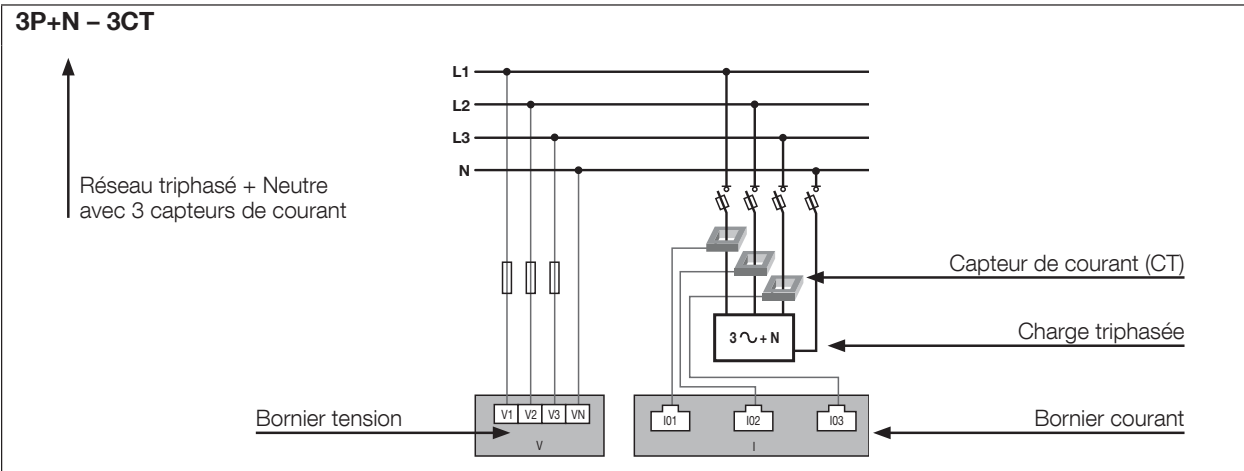 3P+N – 3CT
L1
L2
L3
N
Réseau triphasé + Neutre
avec 3 capteurs de courant
Capteur de courant (CT)
3 ∿ + N
Charge triphasée
Bornier tension
V1 V2 V3 VN
V
I01 I02 I03
I
Bornier courant